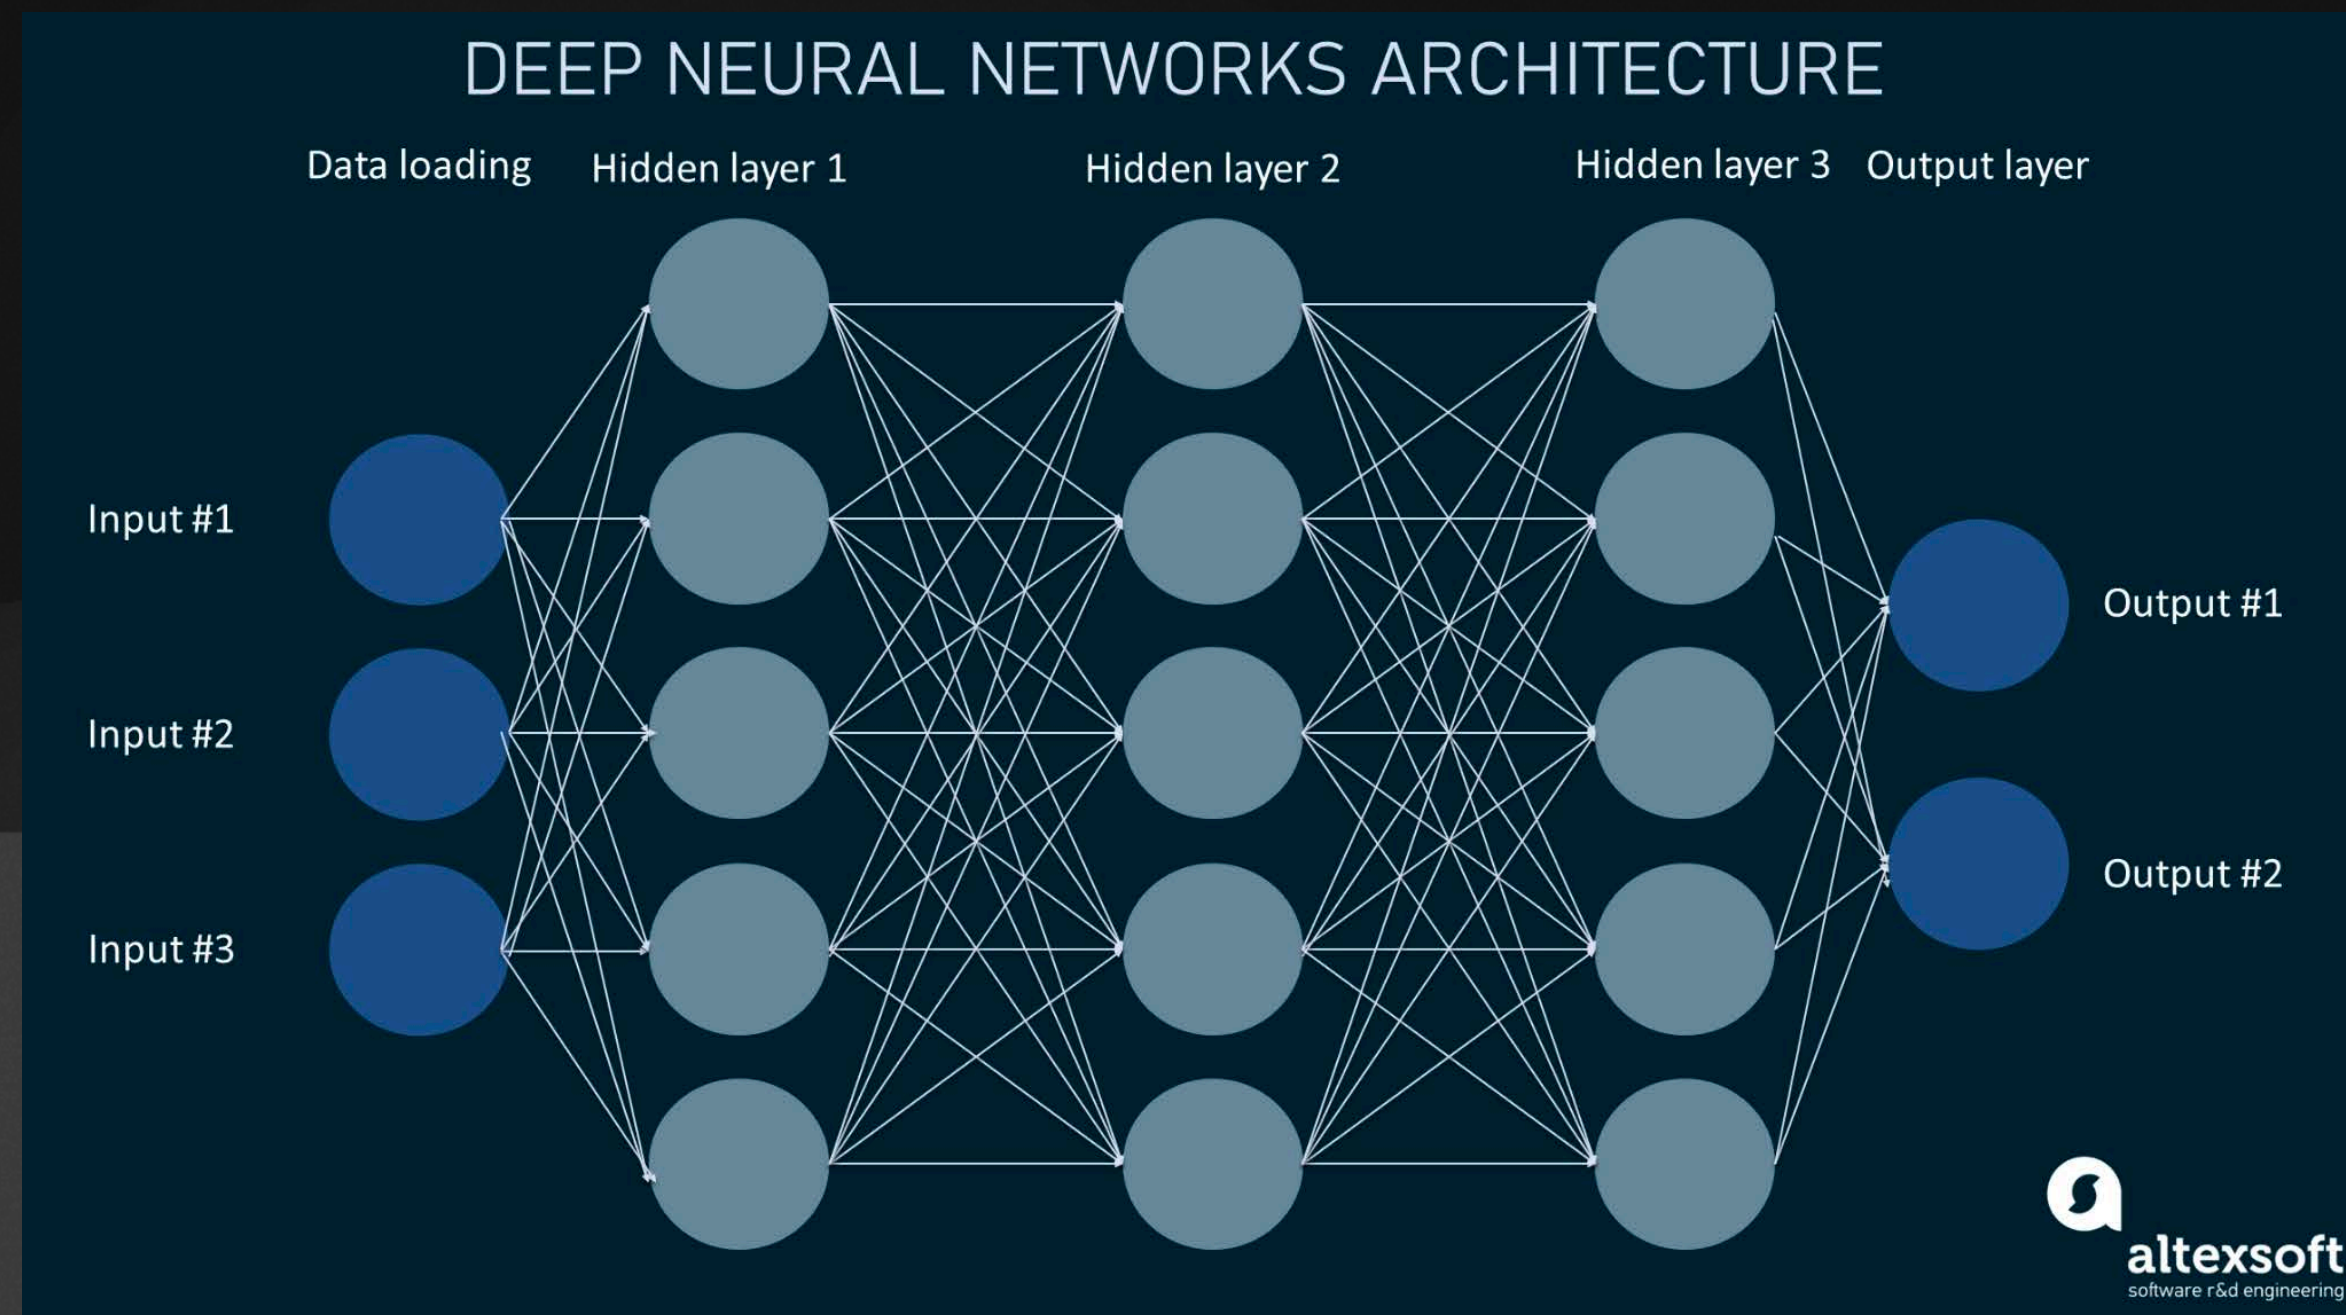 DEEP NEURAL NETWORKS ARCHITECTURE
Data loading
Hidden layer 1
Hidden layer 2
Hidden layer 3
Output layer
Input #1
Input #2
Input #3
Output #1
Output #2
altexsoft
software r&d engineering